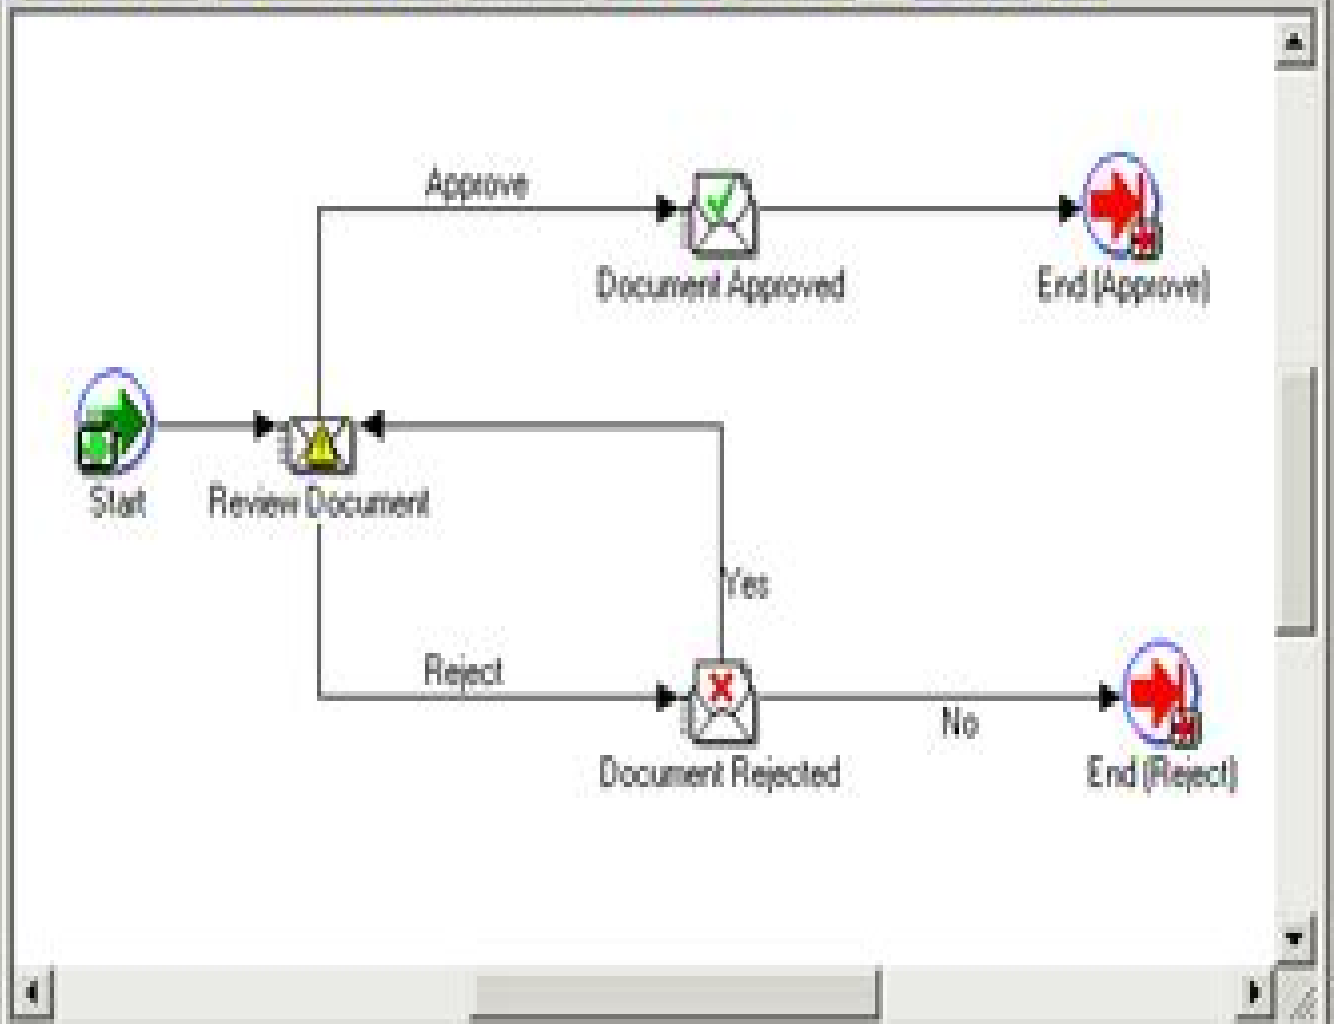 Approve
Document Approved
End (Approve)
Start
Review Document
Yes
Reject
No
Document Rejected
End (Reject)